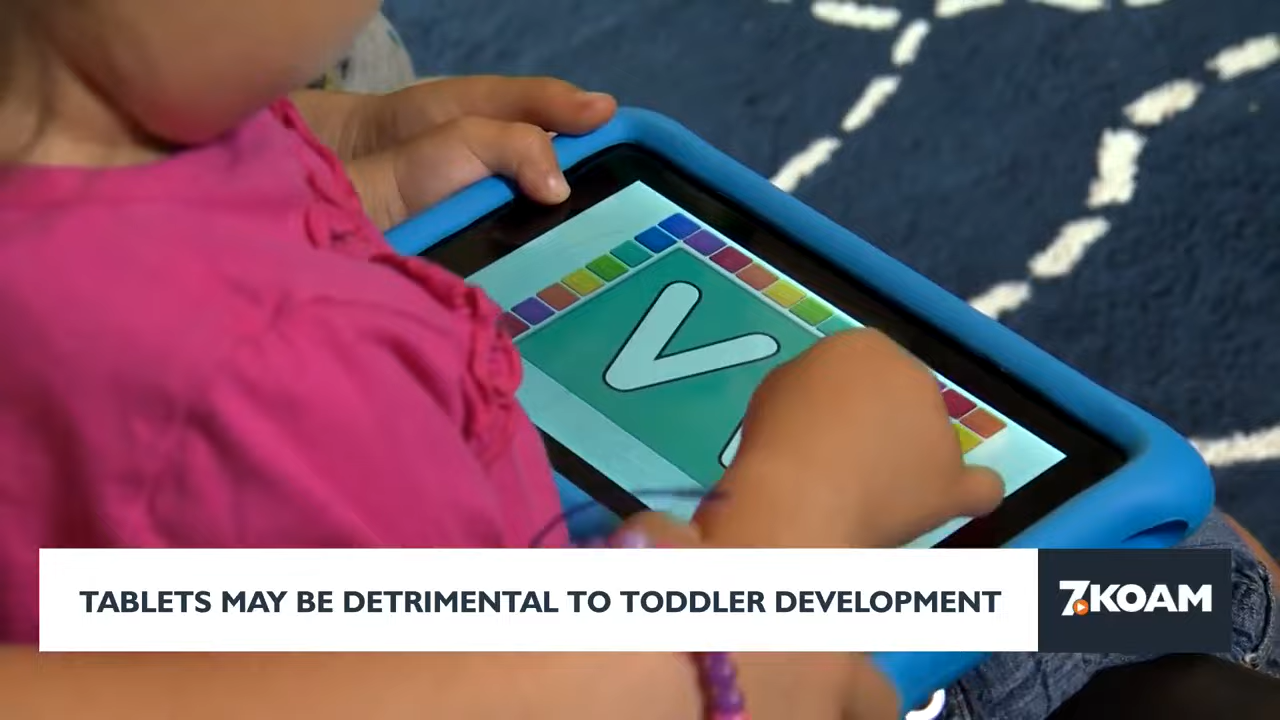 V
TABLETS MAY BE DETRIMENTAL TO TODDLER DEVELOPMENT
7KOAM